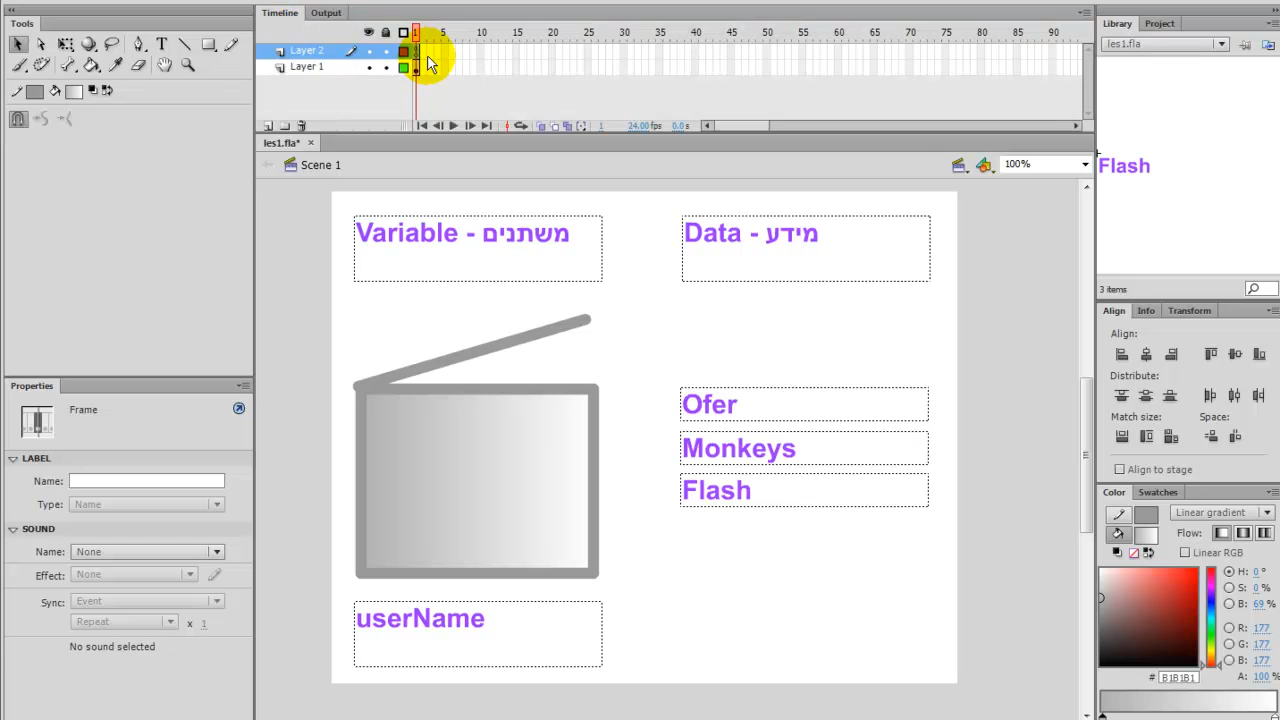 Tools
Timeline Output
1 5 10 15 20 25 30 35 40 45 50 55 60 65 70 75 80 85 90
Layer 2
Layer 1
1 24.00 fps 0.0 s
les1.fla* ×
Scene 1
100%
Variable - משתנים
Data - מידע
Ofer
Monkeys
Flash
userName
Properties
Frame
LABEL
Name:
Type: Name
SOUND
Name: None
Effect: None
Sync: Event
Repeat x 1
No sound selected
Library Project
les1.fla
Flash
3 items
Align Info Transform
Align:
Distribute:
Match size: Space:
Align to stage
Color Swatches
Linear gradient
Flow:
Linear RGB
H: 0 °
S: 0 %
B: 69 %
R: 177
G: 177
B: 177
# B1B1B1 A: 100 %